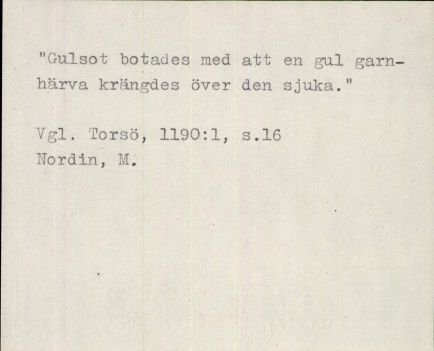 "Gulsot botades med att en gul garn-
härva krängdes över den sjuka."
Vgl. Torsö, 1190:1, s.16
Nordin, M.